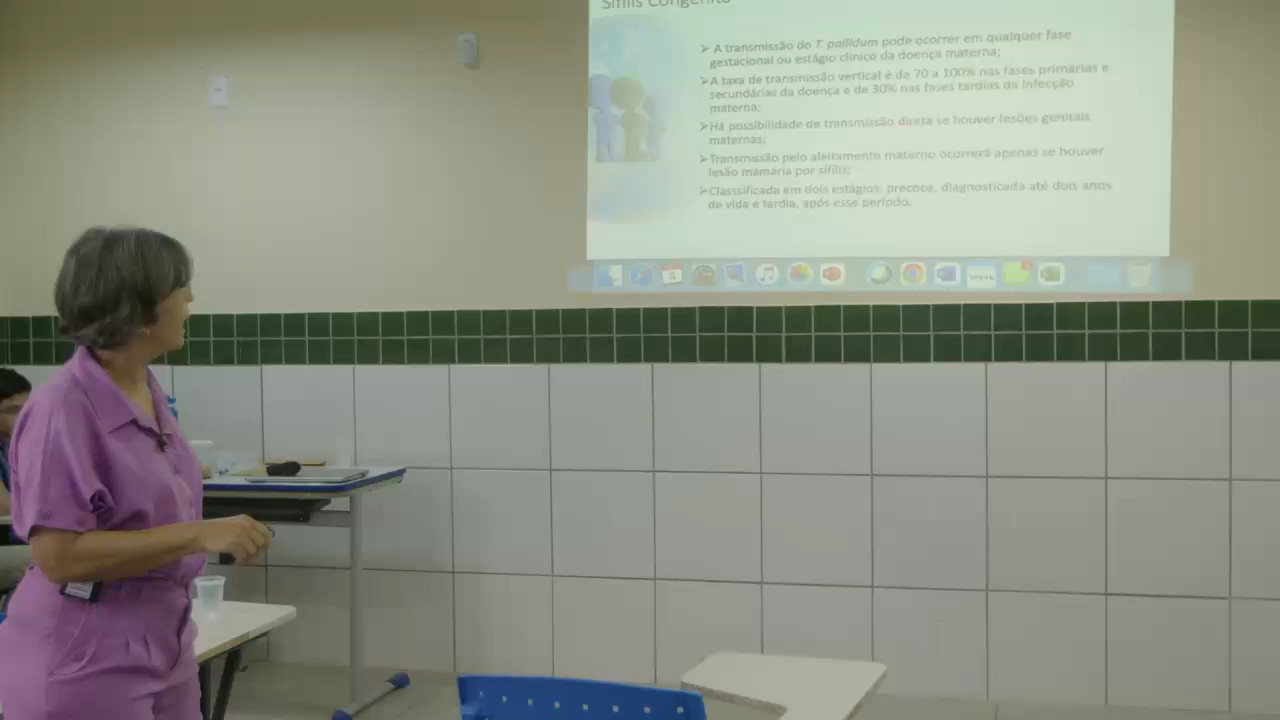 Sífilis Congênita
➢ A transmissão do T. pallidum pode ocorrer em qualquer fase
gestacional ou estágio clínico da doença materna;
➢ A taxa de transmissão vertical é de 70 a 100% nas fases primárias e
secundárias da doença e de 30% nas fases tardias da infecção
materna;
➢ Há possibilidade de transmissão direta se houver lesões genitais
maternas;
➢ Transmissão pelo aleitamento materno ocorrerá apenas se houver
lesão mamária por sífilis;
➢ Classsificada em dois estágios: precoce, diagnosticada até dois anos
de vida e tardia, após esse período.